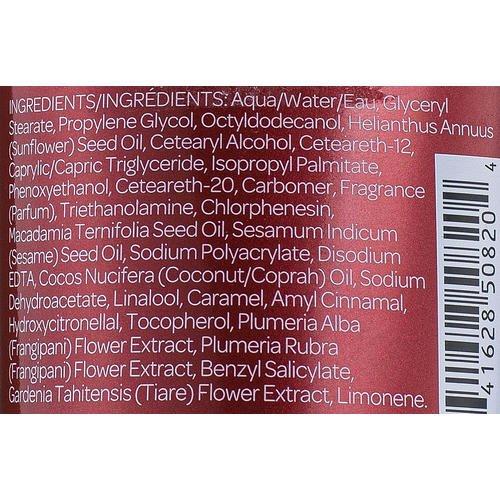 INGREDIENTS/INGRÉDIENTS: Aqua/Water/Eau, Glyceryl
Stearate, Propylene Glycol, Octyldodecanol, Helianthus Annuus
(Sunflower) Seed Oil, Cetearyl Alcohol, Ceteareth-12,
Caprylic/Capric Triglyceride, Isopropyl Palmitate,
Phenoxyethanol, Ceteareth-20, Carbomer, Fragrance
(Parfum), Triethanolamine, Chlorphenesin,
Macadamia Ternifolia Seed Oil, Sesamum Indicum
(Sesame) Seed Oil, Sodium Polyacrylate, Disodium
EDTA, Cocos Nucifera (Coconut/Coprah) Oil, Sodium
Dehydroacetate, Linalool, Caramel, Amyl Cinnamal,
Hydroxycitronellal, Tocopherol, Plumeria Alba
(Frangipani) Flower Extract, Plumeria Rubra
(Frangipani) Flower Extract, Benzyl Salicylate,
Gardenia Tahitensis (Tiare) Flower Extract, Limonene.
41628 50820 4